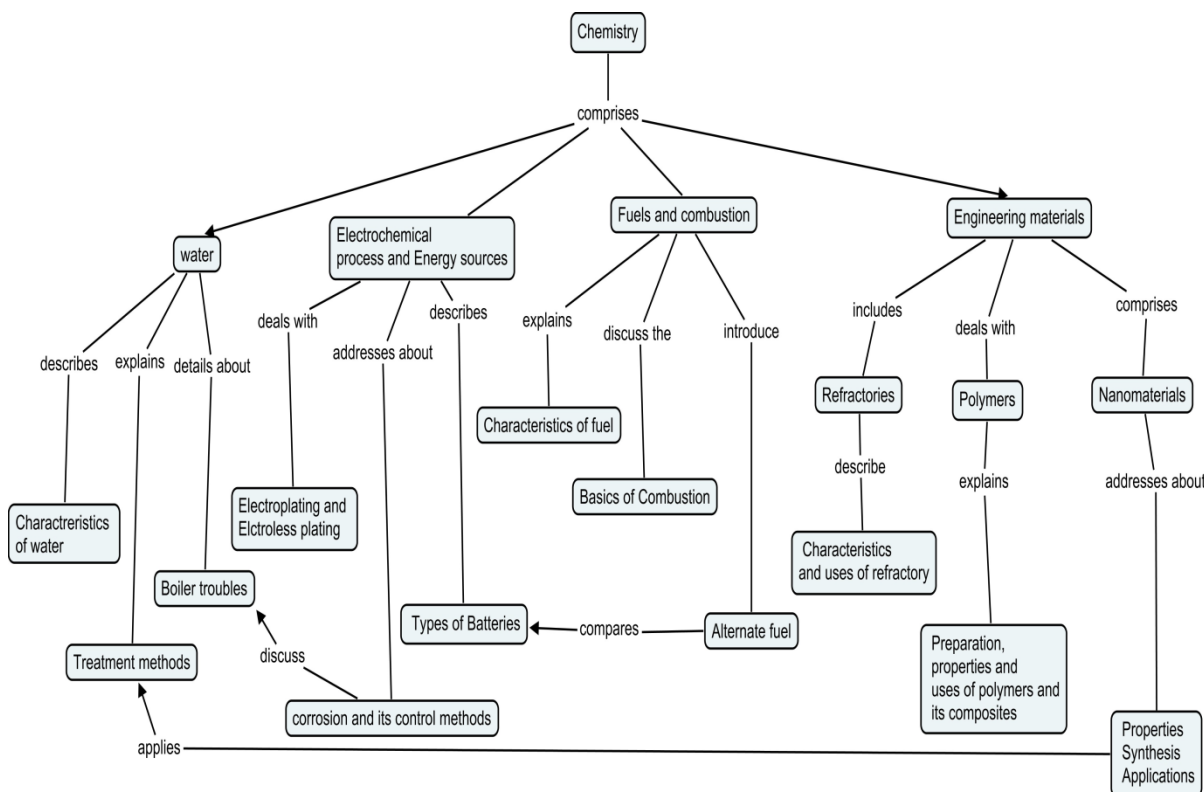 Chemistry
comprises
water
Electrochemical
process and Energy sources
Fuels and combustion
Engineering materials
describes
explains
details about
deals with
addresses about
describes
explains
discuss the
introduce
includes
deals with
comprises
Refractories
Polymers
Nanomaterials
Characteristics of fuel
describe
explains
addresses about
Charactreristics
of water
Electroplating and
Elctroless plating
Basics of Combustion
Characteristics
and uses of refractory
Boiler troubles
Types of Batteries
compares
Alternate fuel
Treatment methods
discuss
Preparation,
properties and
uses of polymers and
its composites
corrosion and its control methods
applies
Properties
Synthesis
Applications